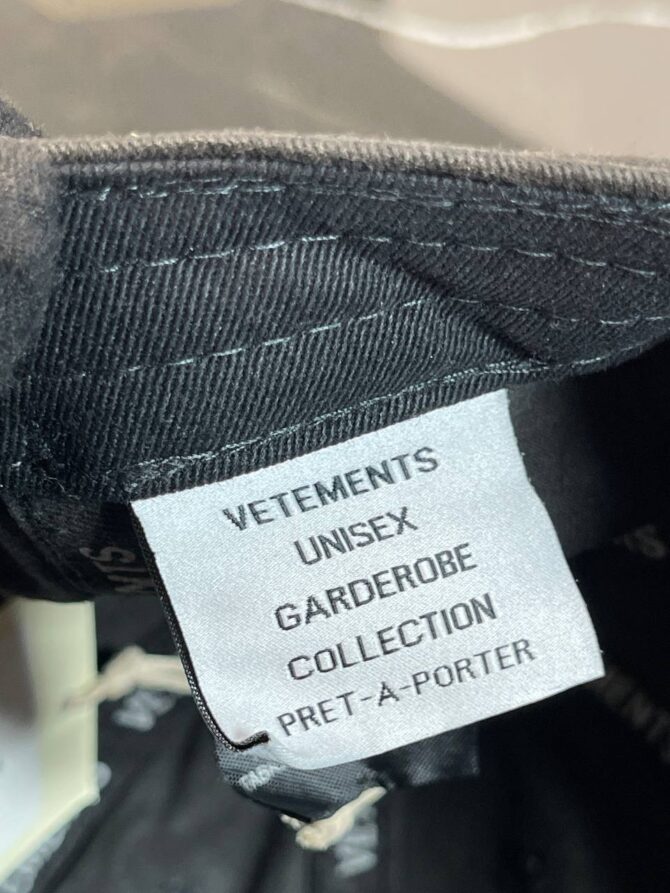 VETEMENTS
UNISEX
GARDEROBE
COLLECTION
PRET-A-PORTER